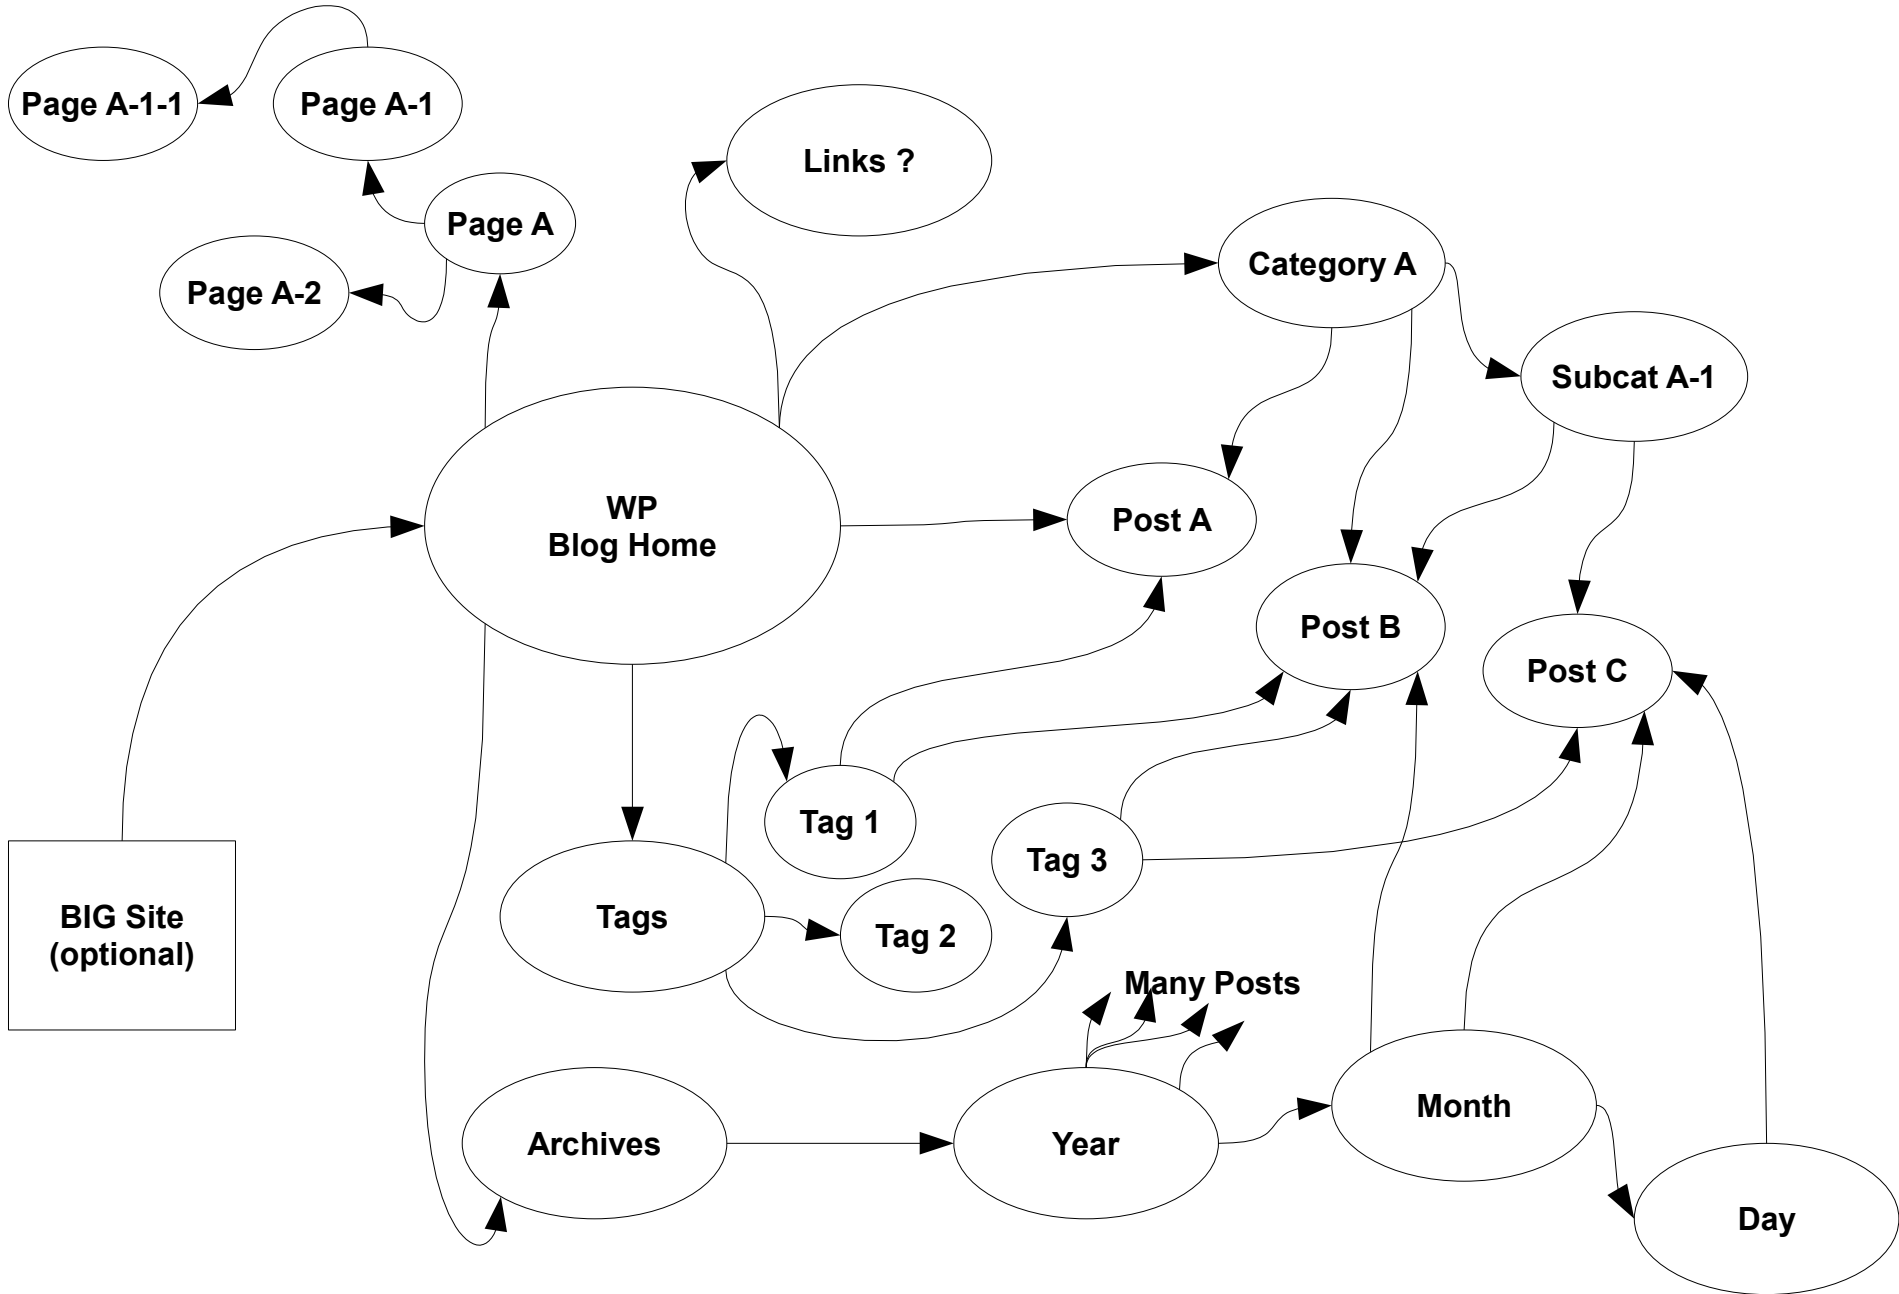 Page A-1-1
Page A-1
Links ?
Page A
Category A
Page A-2
Subcat A-1
WP
Blog Home
Post A
Post B
Post C
Tag 1
Tag 3
BIG Site
(optional)
Tags
Tag 2
Many Posts
Month
Archives
Year
Day